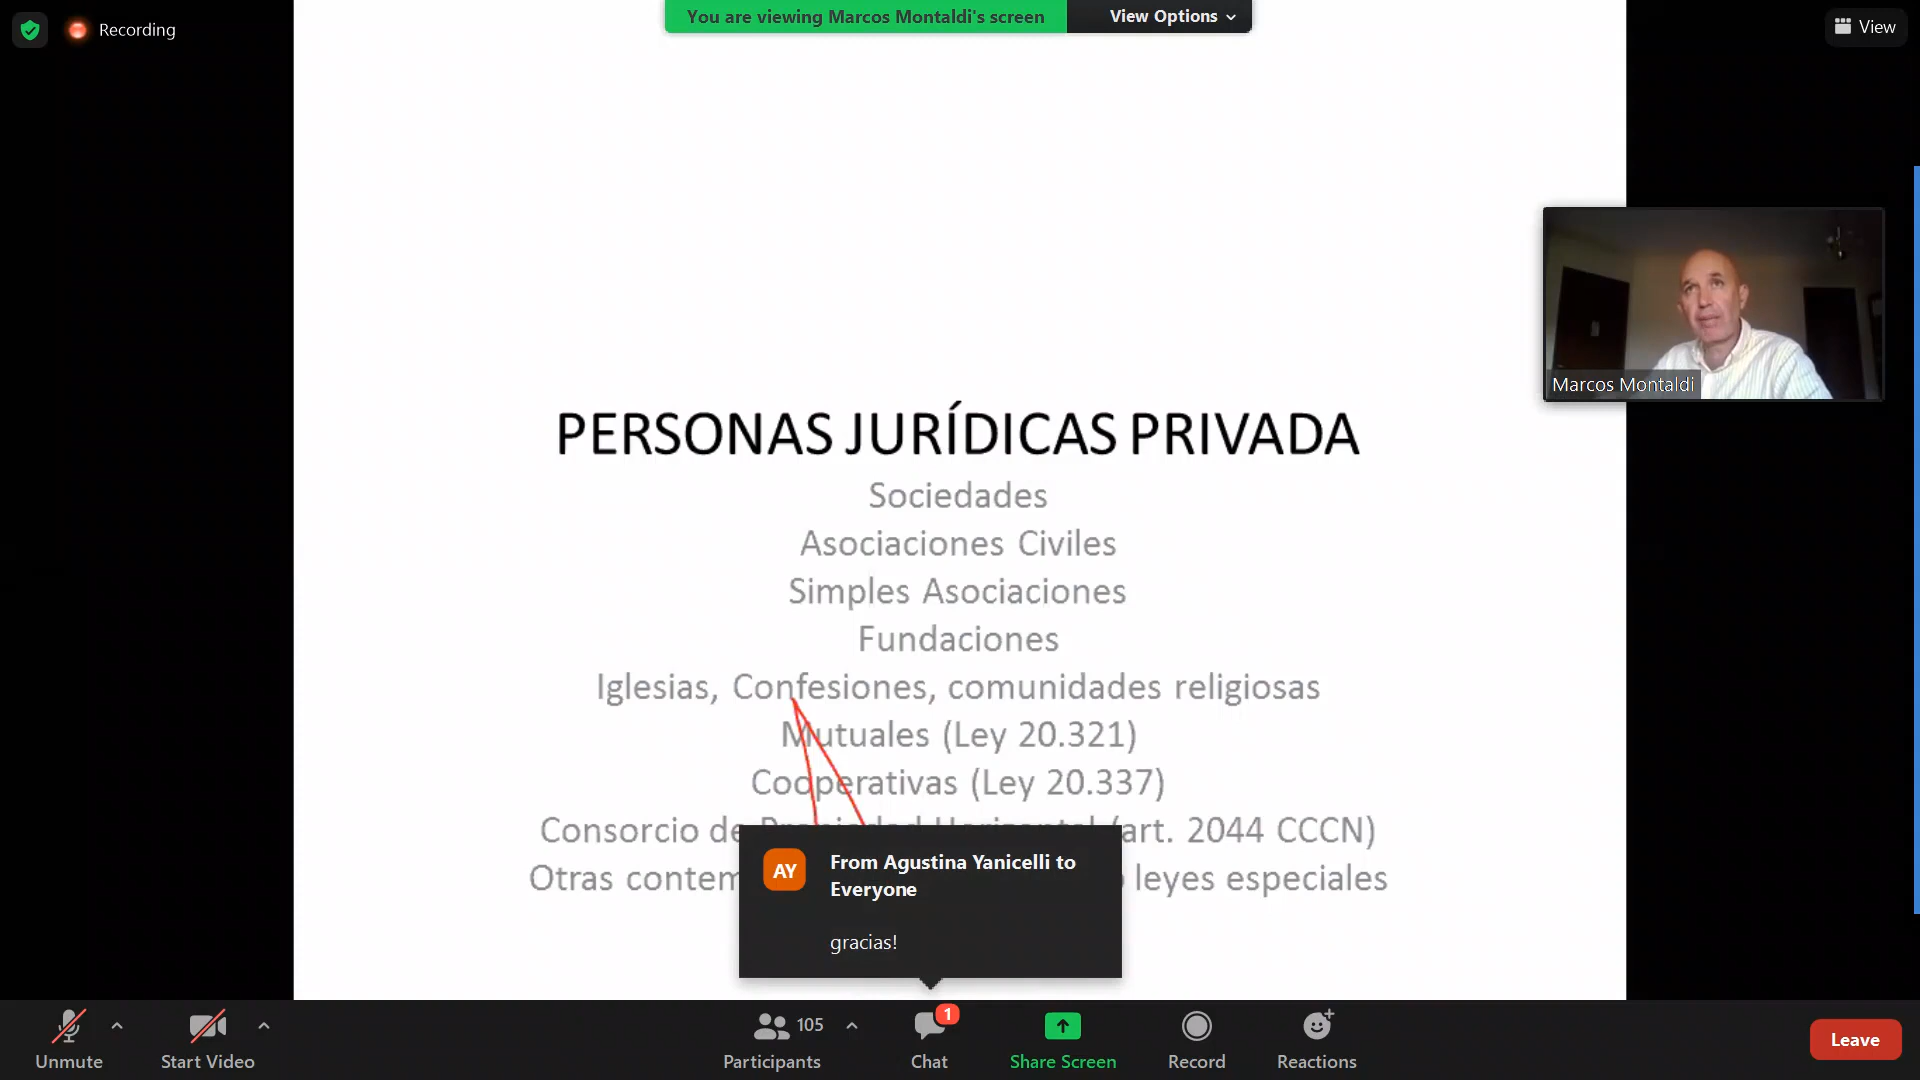 Recording
You are viewing Marcos Montaldi's screen
View Options
View
Marcos Montaldi
PERSONAS JURÍDICAS PRIVADA
Sociedades
Asociaciones Civiles
Simples Asociaciones
Fundaciones
Iglesias, Confesiones, comunidades religiosas
Mutuales (Ley 20.321)
Cooperativas (Ley 20.337)
Consorcio de Propiedad Horizontal (art. 2044 CCCN)
Otras contem leyes especiales
AY
From Agustina Yanicelli to
Everyone
gracias!
Unmute
Start Video
105
Participants
1
Chat
Share Screen
Record
Reactions
Leave